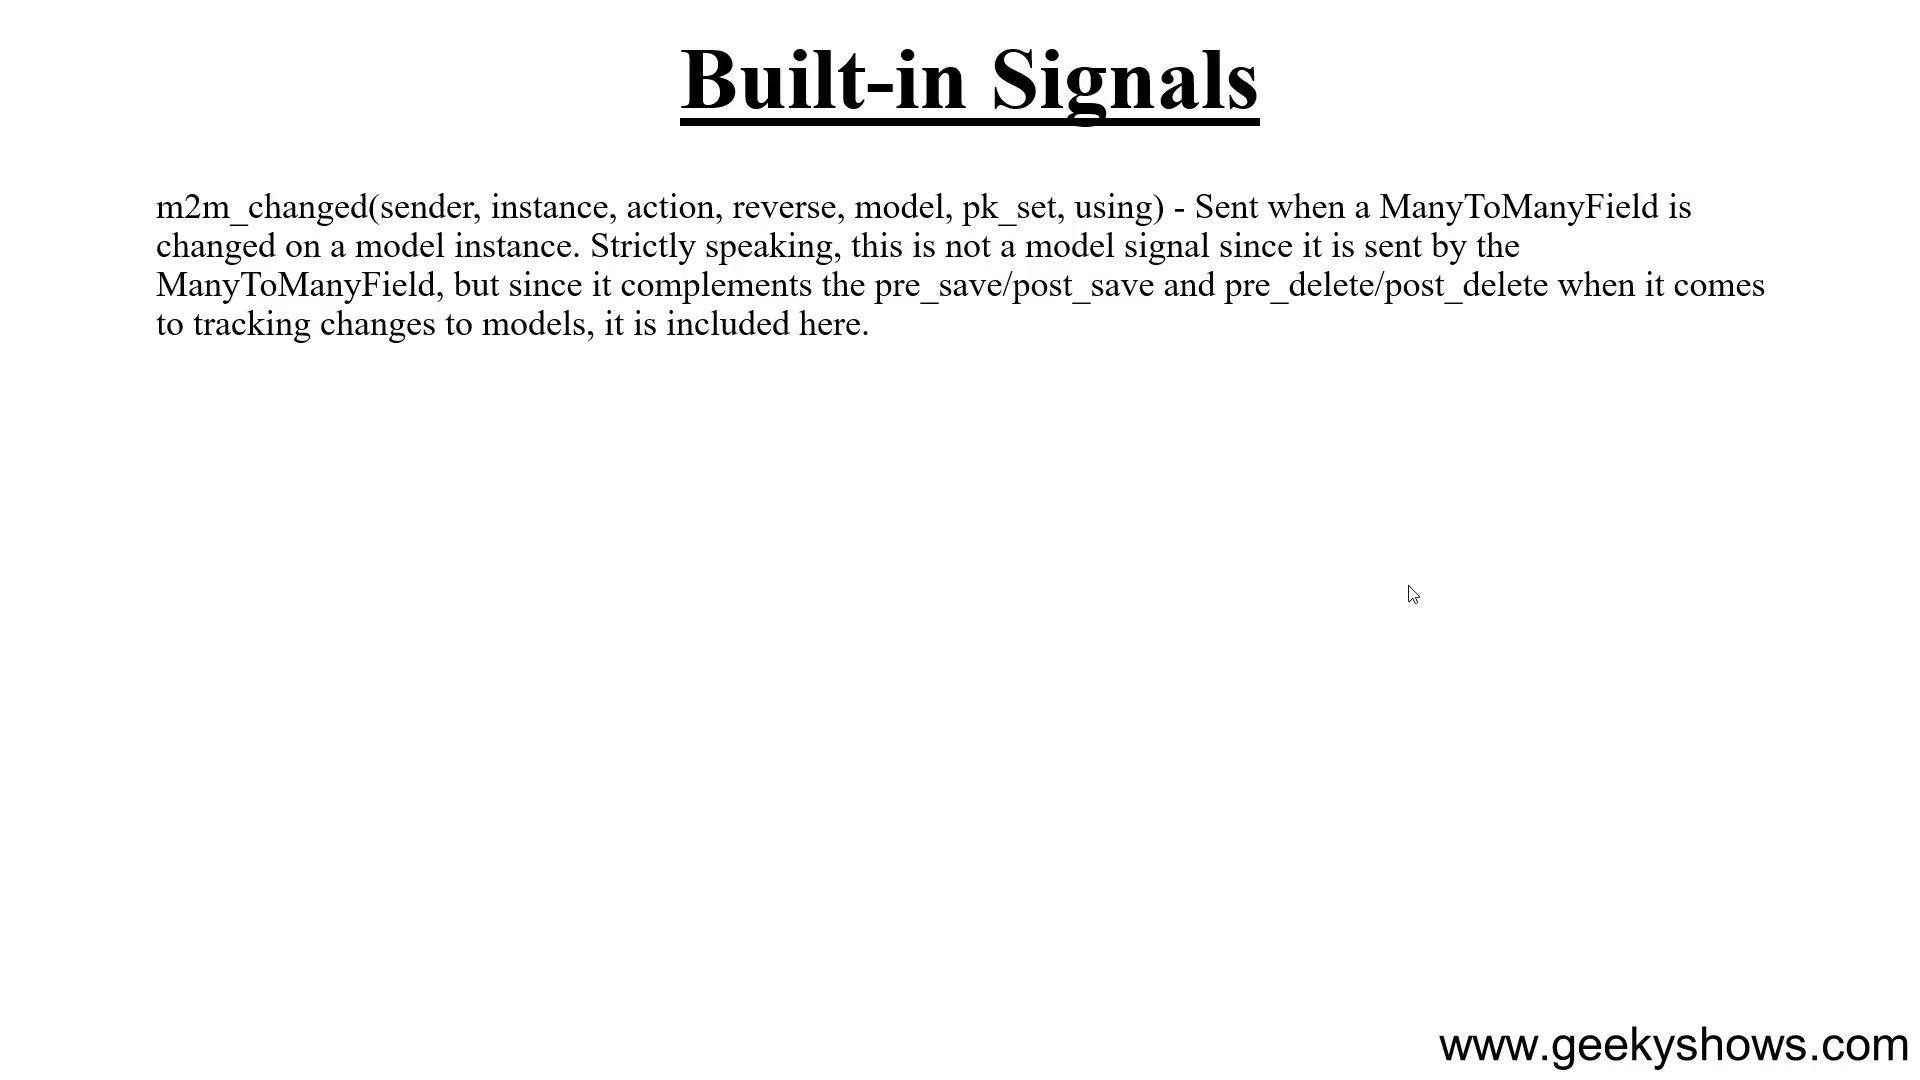 Built-in Signals
m2m_changed(sender, instance, action, reverse, model, pk_set, using) - Sent when a ManyToManyField is
changed on a model instance. Strictly speaking, this is not a model signal since it is sent by the
ManyToManyField, but since it complements the pre_save/post_save and pre_delete/post_delete when it comes
to tracking changes to models, it is included here.
www.geekyshows.com